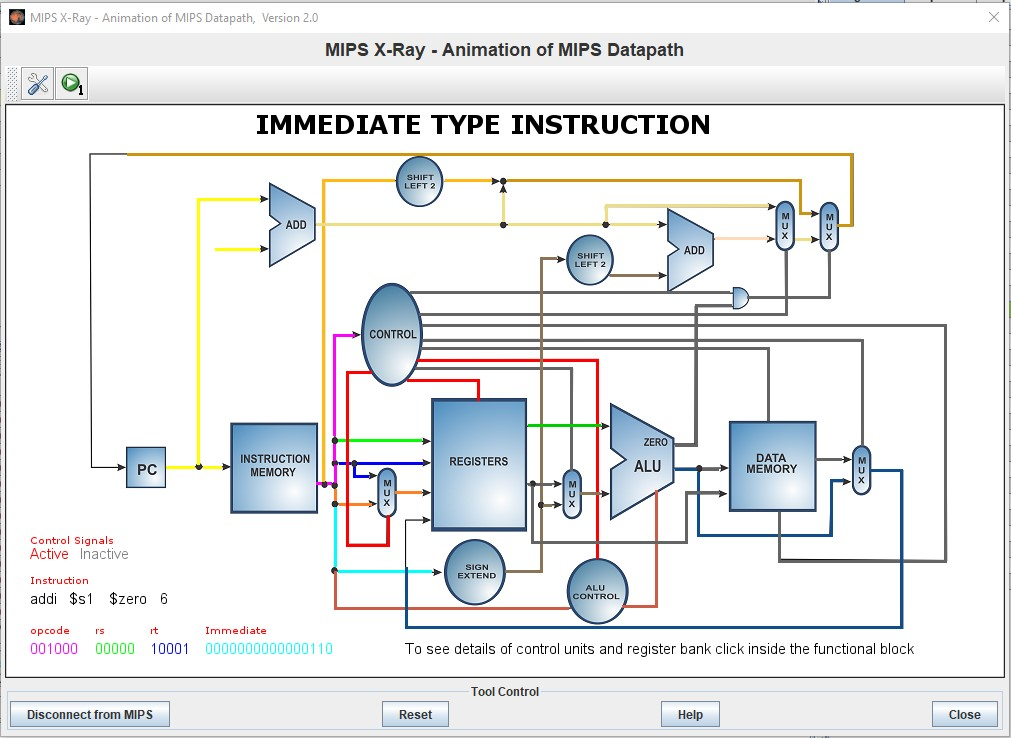 MIPS X-Ray - Animation of MIPS Datapath, Version 2.0
MIPS X-Ray - Animation of MIPS Datapath
1
IMMEDIATE TYPE INSTRUCTION
SHIFT
LEFT 2
ADD
MUX
MUX
SHIFT
LEFT 2
ADD
CONTROL
PC
INSTRUCTION
MEMORY
REGISTERS
MUX
MUX
ZERO
ALU
DATA
MEMORY
MUX
SIGN
EXTEND
ALU
CONTROL
Control Signals
Active Inactive
Instruction
addi $s1 $zero 6
opcode rs rt Immediate
001000 00000 10001 0000000000000110
To see details of control units and register bank click inside the functional block
Tool Control
Disconnect from MIPS Reset Help Close